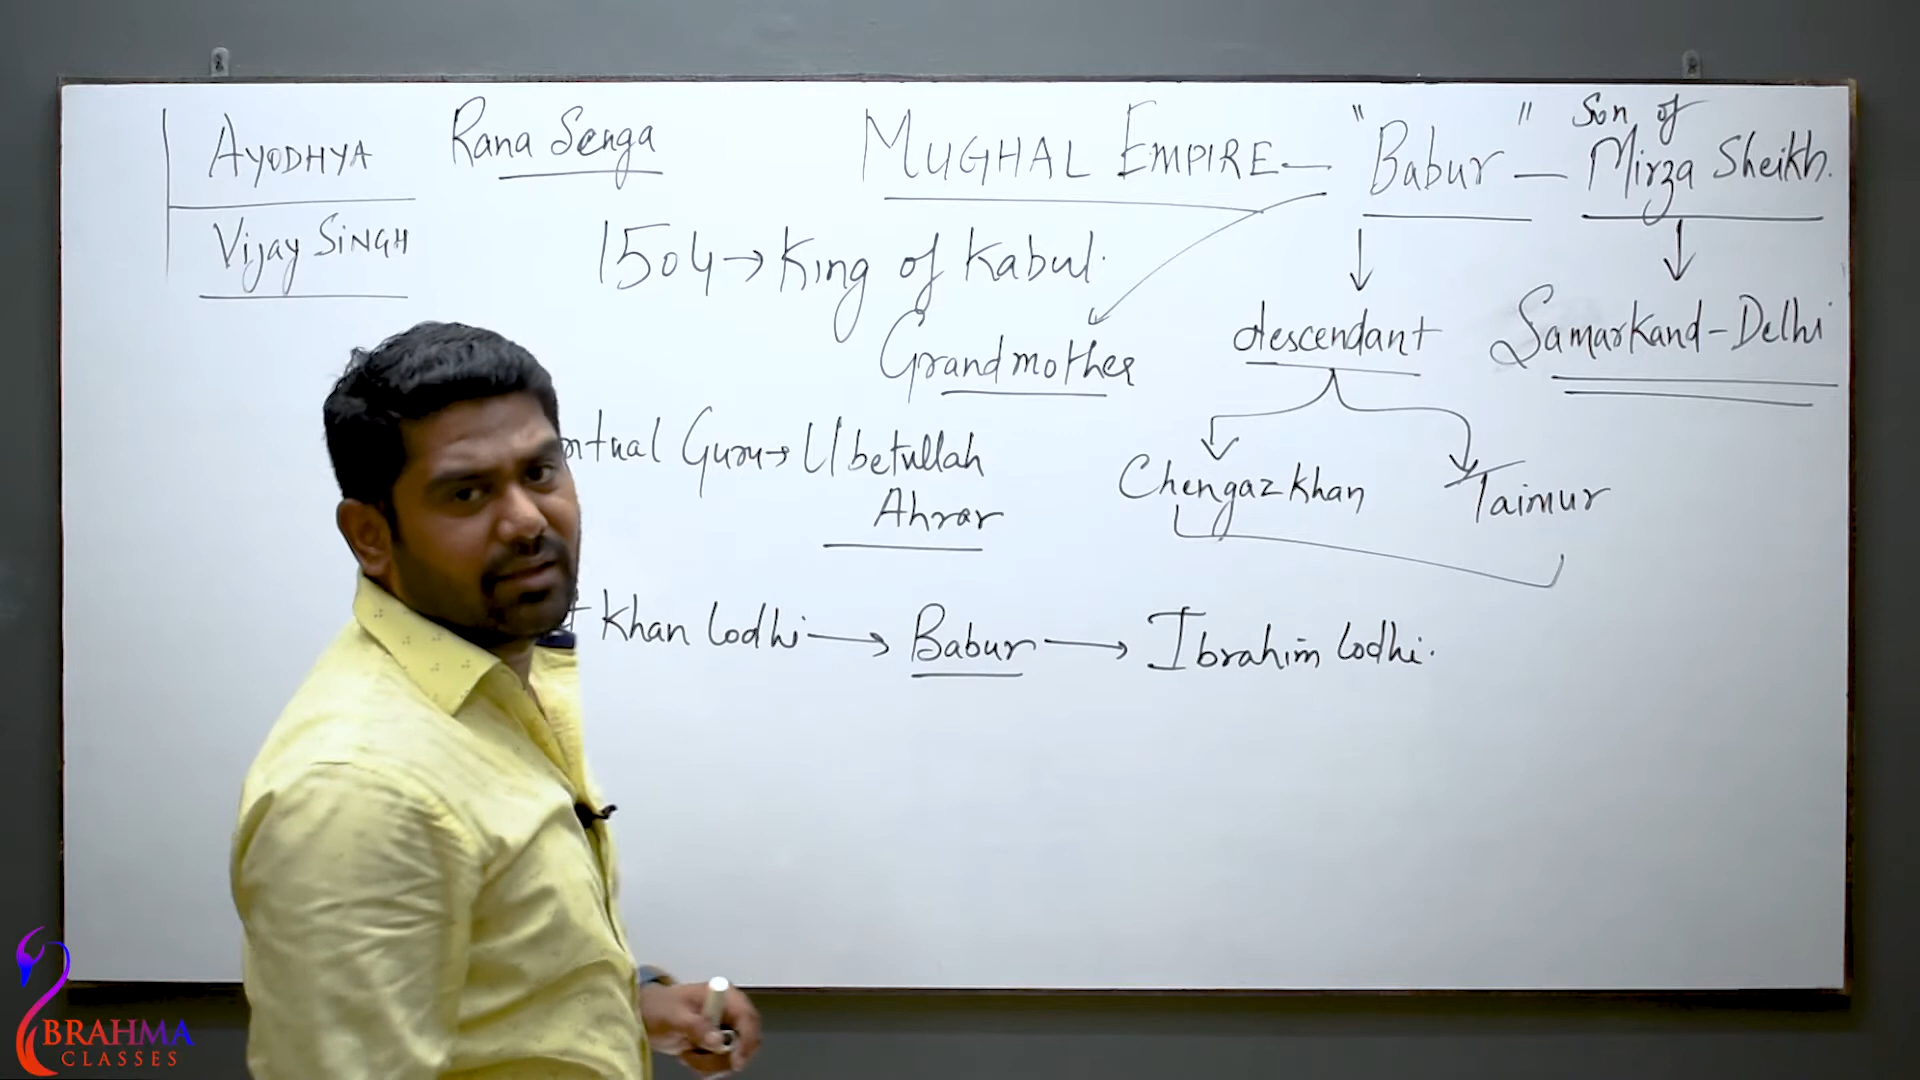 AYODHYA
Vijay SINGH
Rana Senga
MUGHAL EMPIRE - "Babur" - Son of
Mirza Sheikh.
1504 → King of Kabul.
Grandmother
descendant
Samarkand-Delhi
Guru → Ubetullah
Ahrar
Chengaz khan
Taimur
Khan Lodhi → Babur → Ibrahim Lodhi.
BRAHMA
CLASSES